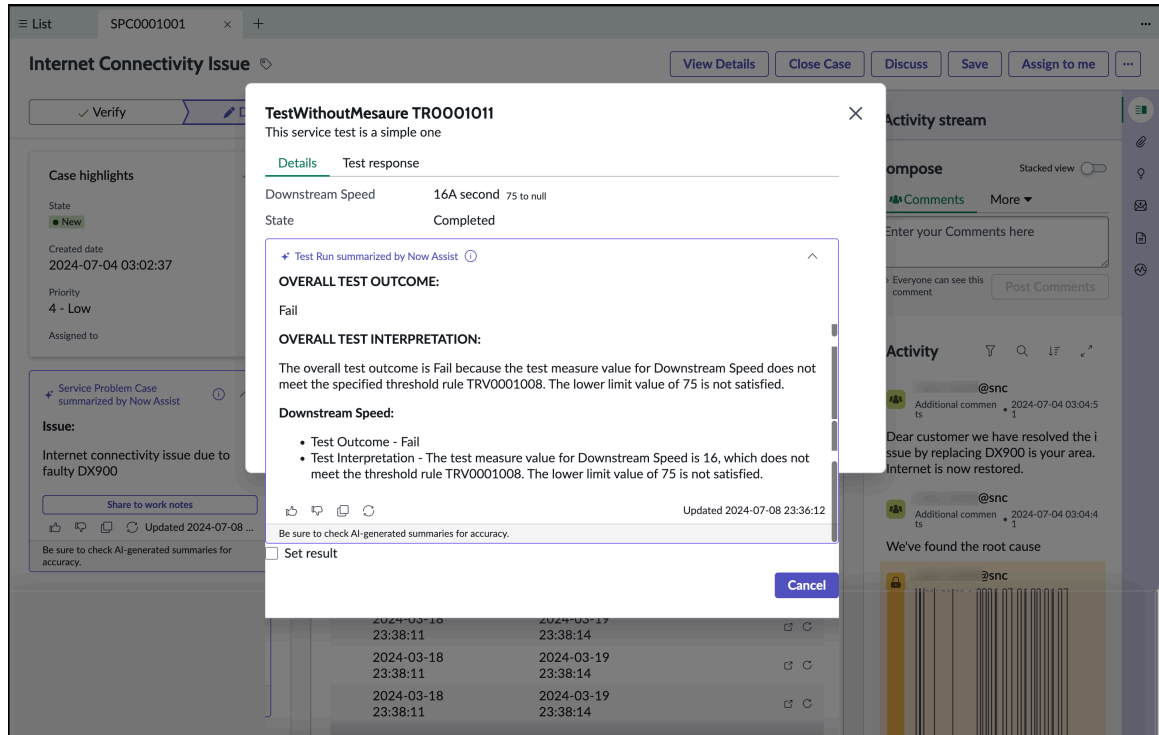 List
SPC0001001
Internet Connectivity Issue
View Details
Close Case
Discuss
Save
Assign to me
Verify
Case highlights
State
New
Created date
2024-07-04 03:02:37
Priority
4 - Low
Assigned to
Service Problem Case
summarized by Now Assist
Issue:
Internet connectivity issue due to
faulty DX900
Share to work notes
Updated 2024-07-08 ...
Be sure to check AI-generated summaries for
accuracy.
TestWithoutMesaure TR0001011
This service test is a simple one
Details
Test response
Downstream Speed
16A second 75 to null
State
Completed
Test Run summarized by Now Assist
OVERALL TEST OUTCOME:
Fail
OVERALL TEST INTERPRETATION:
The overall test outcome is Fail because the test measure value for Downstream Speed does not
meet the specified threshold rule TRV0001008. The lower limit value of 75 is not satisfied.
Downstream Speed:
• Test Outcome - Fail
• Test Interpretation - The test measure value for Downstream Speed is 16, which does not
meet the threshold rule TRV0001008. The lower limit value of 75 is not satisfied.
Updated 2024-07-08 23:36:12
Be sure to check AI-generated summaries for accuracy.
Set result
Cancel
2024-03-18
23:38:11
2024-03-19
23:38:14
2024-03-18
23:38:11
2024-03-19
23:38:14
2024-03-18
23:38:11
2024-03-19
23:38:14
Activity stream
ompose
Stacked view
Comments
More
Enter your Comments here
Everyone can see this
comment
Post Comments
Activity
@snc
Additional commen
ts
• 2024-07-04 03:04:5
1
Dear customer we have resolved the i
ssue by replacing DX900 is your area.
Internet is now restored.
@snc
Additional commen
ts
• 2024-07-04 03:04:4
1
We've found the root cause
@snc